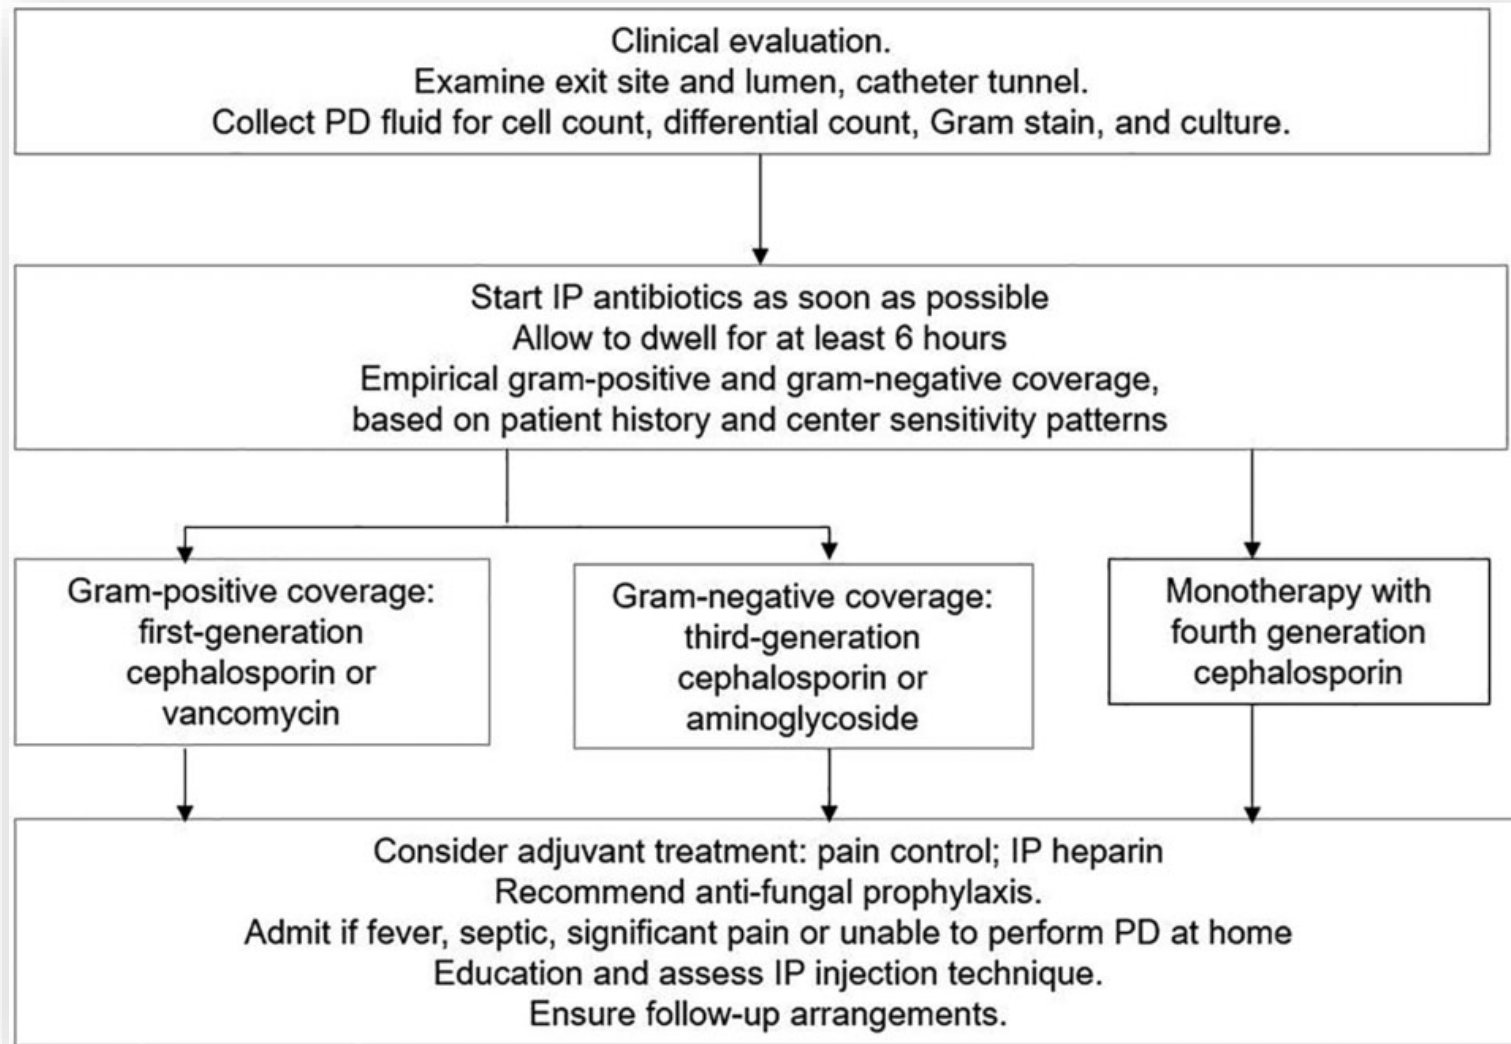 Clinical evaluation.
Examine exit site and lumen, catheter tunnel.
Collect PD fluid for cell count, differential count, Gram stain, and culture.
Start IP antibiotics as soon as possible
Allow to dwell for at least 6 hours
Empirical gram-positive and gram-negative coverage,
based on patient history and center sensitivity patterns
Gram-positive coverage:
first-generation
cephalosporin or
vancomycin
Gram-negative coverage:
third-generation
cephalosporin or
aminoglycoside
Monotherapy with
fourth generation
cephalosporin
Consider adjuvant treatment: pain control; IP heparin
Recommend anti-fungal prophylaxis.
Admit if fever, septic, significant pain or unable to perform PD at home
Education and assess IP injection technique.
Ensure follow-up arrangements.